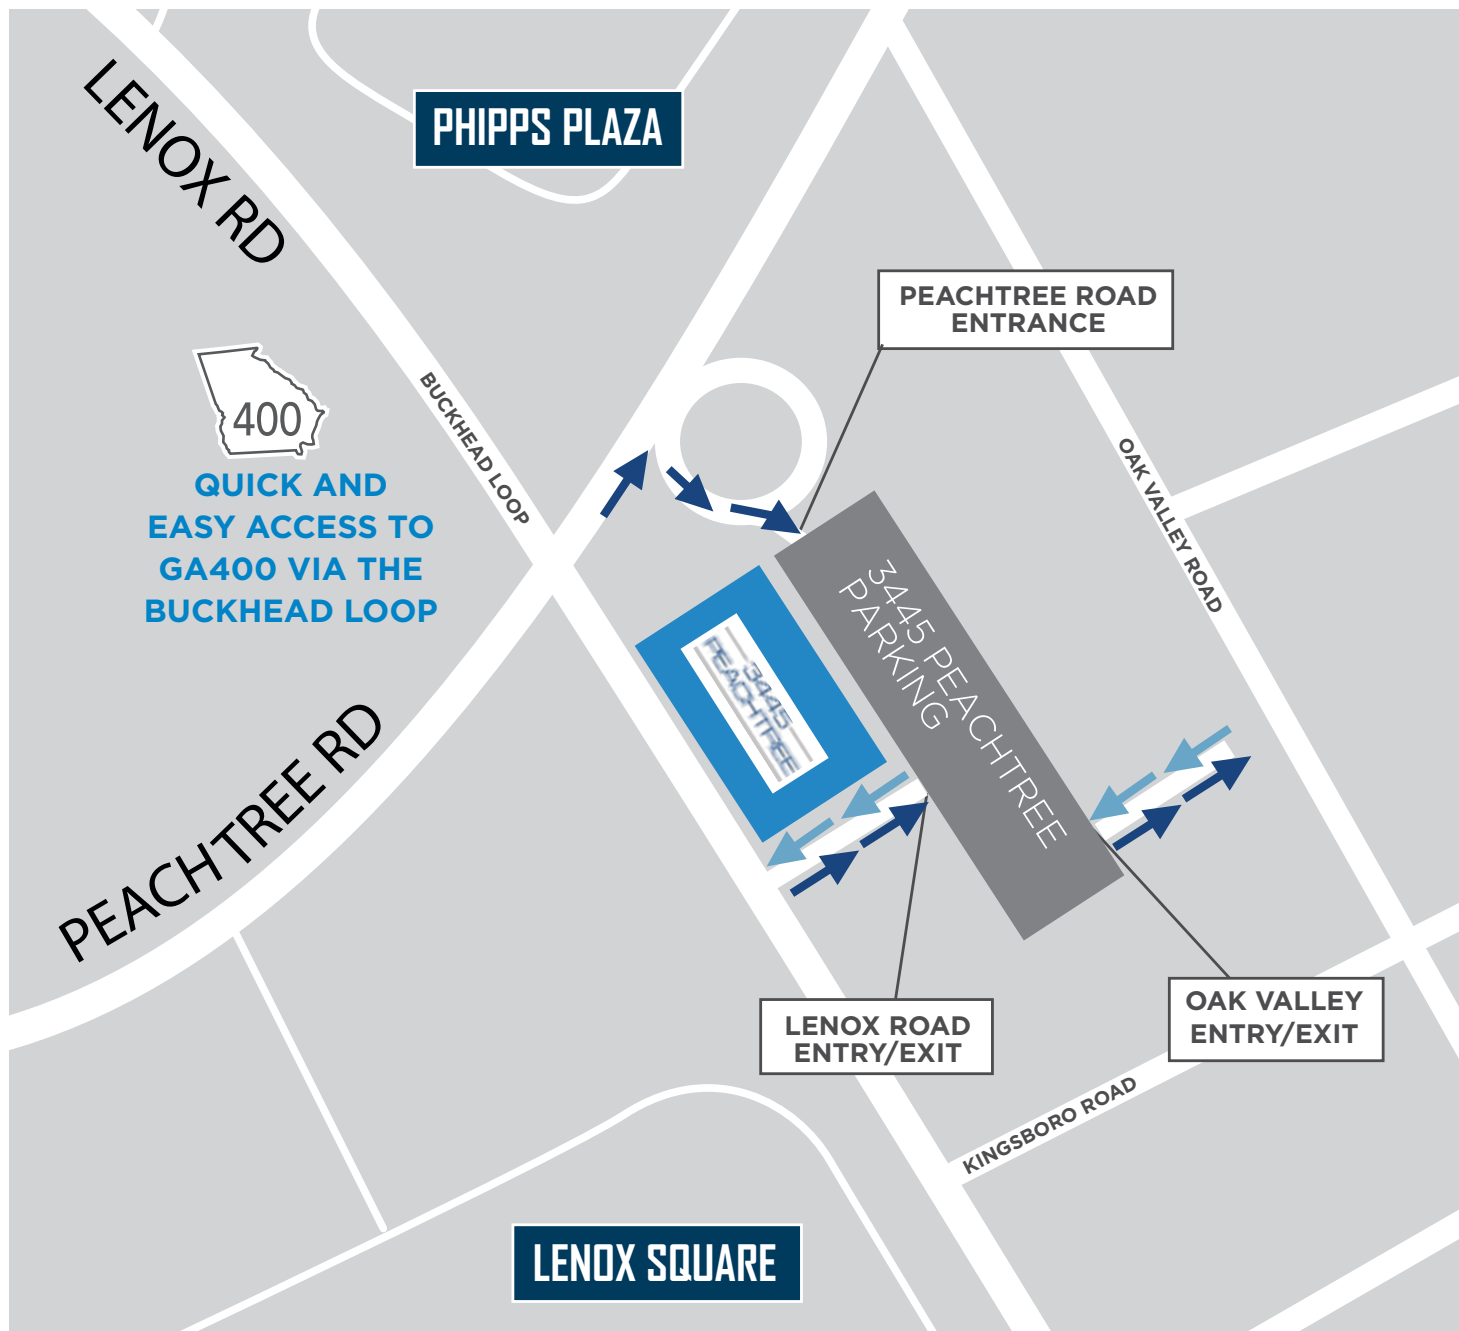 PHIPPS PLAZA
LENOX RD
PEACHTREE ROAD
ENTRANCE
400
BUCKHEAD LOOP
QUICK AND
EASY ACCESS TO
GA400 VIA THE
BUCKHEAD LOOP
OAK VALLEY ROAD
3445 PEACHTREE
PARKING
3445
PEACHTREE
PEACHTREE RD
LENOX ROAD
ENTRY/EXIT
OAK VALLEY
ENTRY/EXIT
KINGSBORO ROAD
LENOX SQUARE